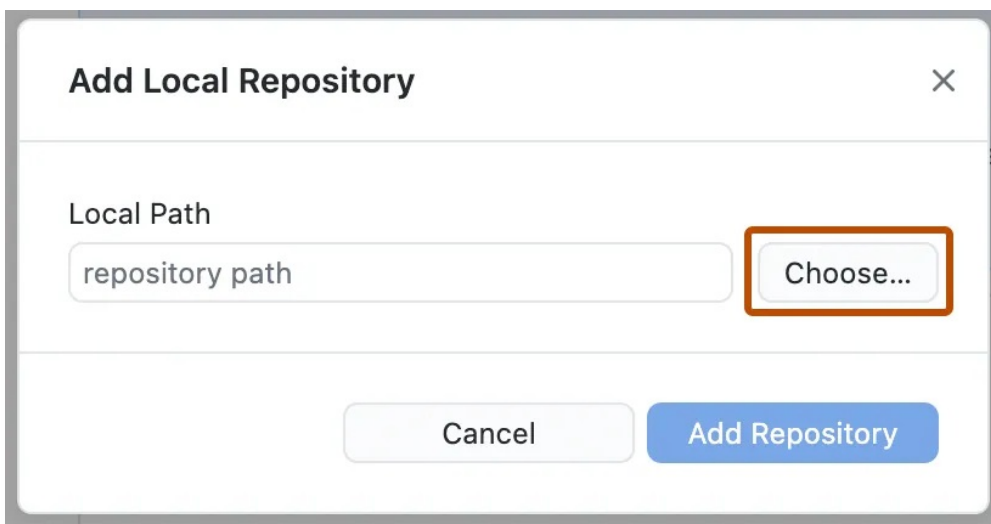 Add Local Repository
Local Path
repository path
Choose...
Cancel
Add Repository